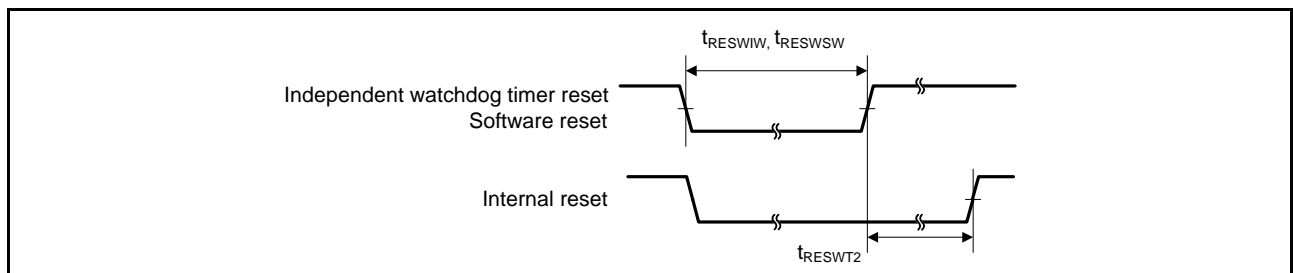 tRESWIW, tRESWSW
Independent watchdog timer reset
Software reset
Internal reset
tRESWT2